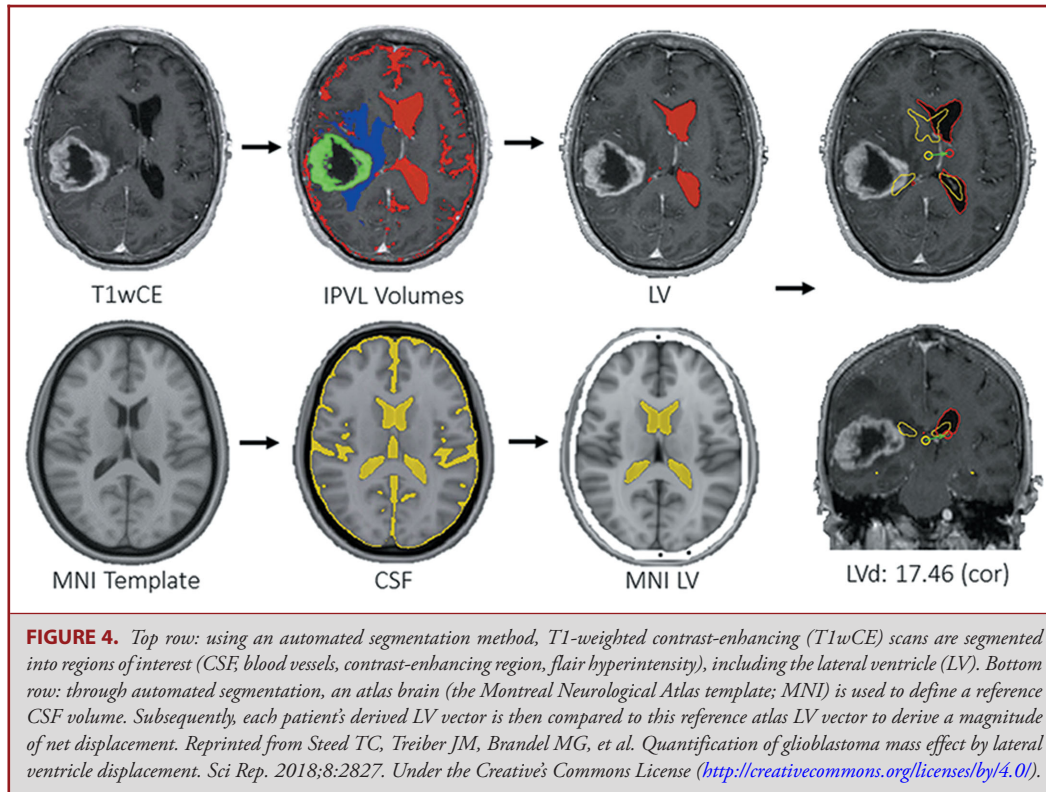 T1wCE
IPVL Volumes
LV
MNI Template
CSF
MNI LV
LVd: 17.46 (cor)
FIGURE 4. Top row: using an automated segmentation method, T1-weighted contrast-enhancing (T1wCE) scans are segmented
into regions of interest (CSF, blood vessels, contrast-enhancing region, flair hyperintensity), including the lateral ventricle (LV). Bottom
row: through automated segmentation, an atlas brain (the Montreal Neurological Atlas template; MNI) is used to define a reference
CSF volume. Subsequently, each patient's derived LV vector is then compared to this reference atlas LV vector to derive a magnitude
of net displacement. Reprinted from Steed TC, Treiber JM, Brandel MG, et al. Quantification of glioblastoma mass effect by lateral
ventricle displacement. Sci Rep. 2018;8:2827. Under the Creative's Commons License (http://creativecommons.org/licenses/by/4.0/).